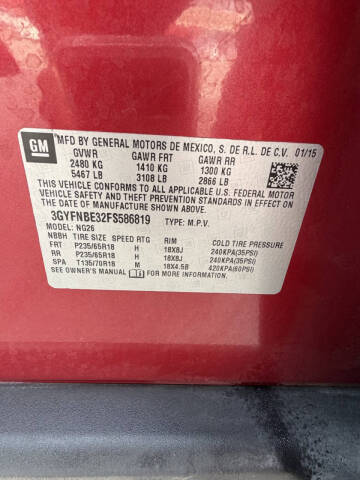 GM MFD BY GENERAL MOTORS DE MEXICO, S. DE R.L. DE C.V. 01/15
GVWR GAWR FRT GAWR RR
2480 KG 1410 KG 1300 KG
5467 LB 3108 LB 2866 LB
THIS VEHICLE CONFORMS TO ALL APPLICABLE U.S. FEDERAL MOTOR
VEHICLE SAFETY AND THEFT PREVENTION STANDARDS IN EFFECT ON
THE DATE OF MANUFACTURE SHOWN ABOVE.
3GYFNBE32FS586819 TYPE: M.P.V.
MODEL: NG26
NBBH TIRE SIZE SPEED RTG RIM COLD TIRE PRESSURE
FRT P235/65R18 H 18X8J 240KPA(35PSI)
RR P235/65R18 H 18X8J 240KPA(35PSI)
SPA T135/70R18 M 18X4.5B 420KPA(60PSI)
SEE OWNER'S MANUAL FOR MORE INFORMATION.